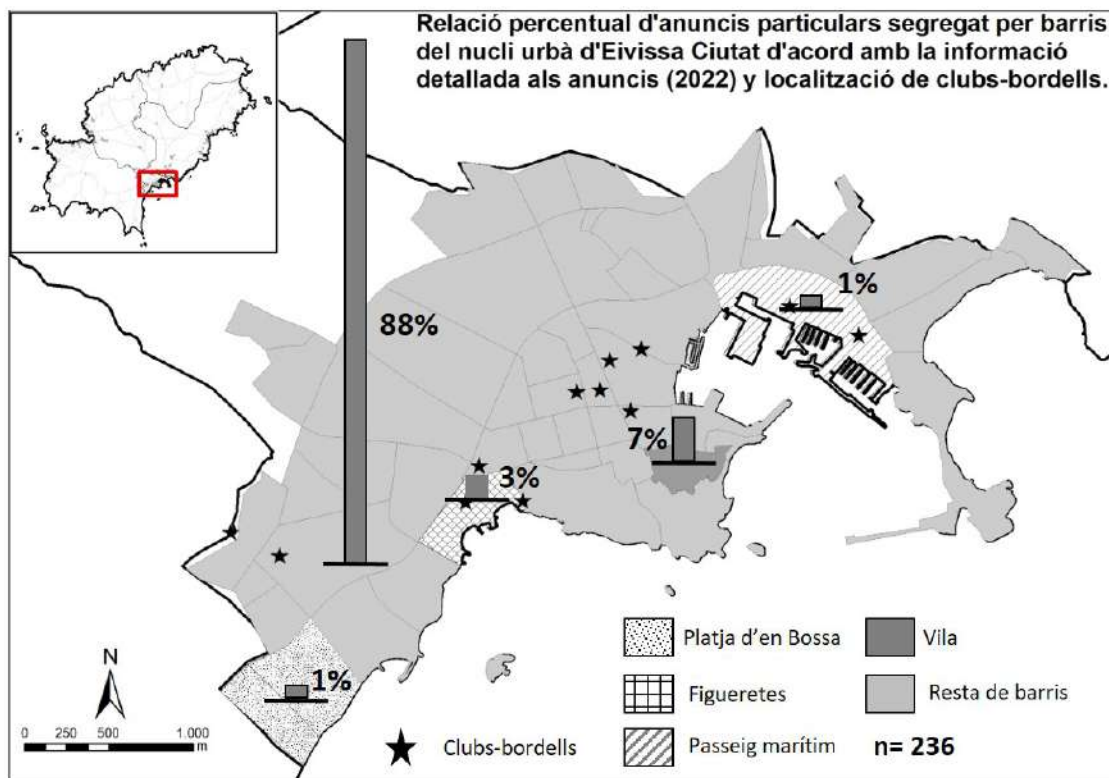 Relació percentual d'anuncis particulars segregat per barris
del nucli urbà d'Eivissa Ciutat d'acord amb la informació
detallada als anuncis (2022) y localització de clubs-bordells.
1%
88%
7%
3%
1%
Platja d'en Bossa
Vila
Figueretes
Resta de barris
Clubs-bordells
Passeig marítim
n= 236
N
0 250 500 1.000
m